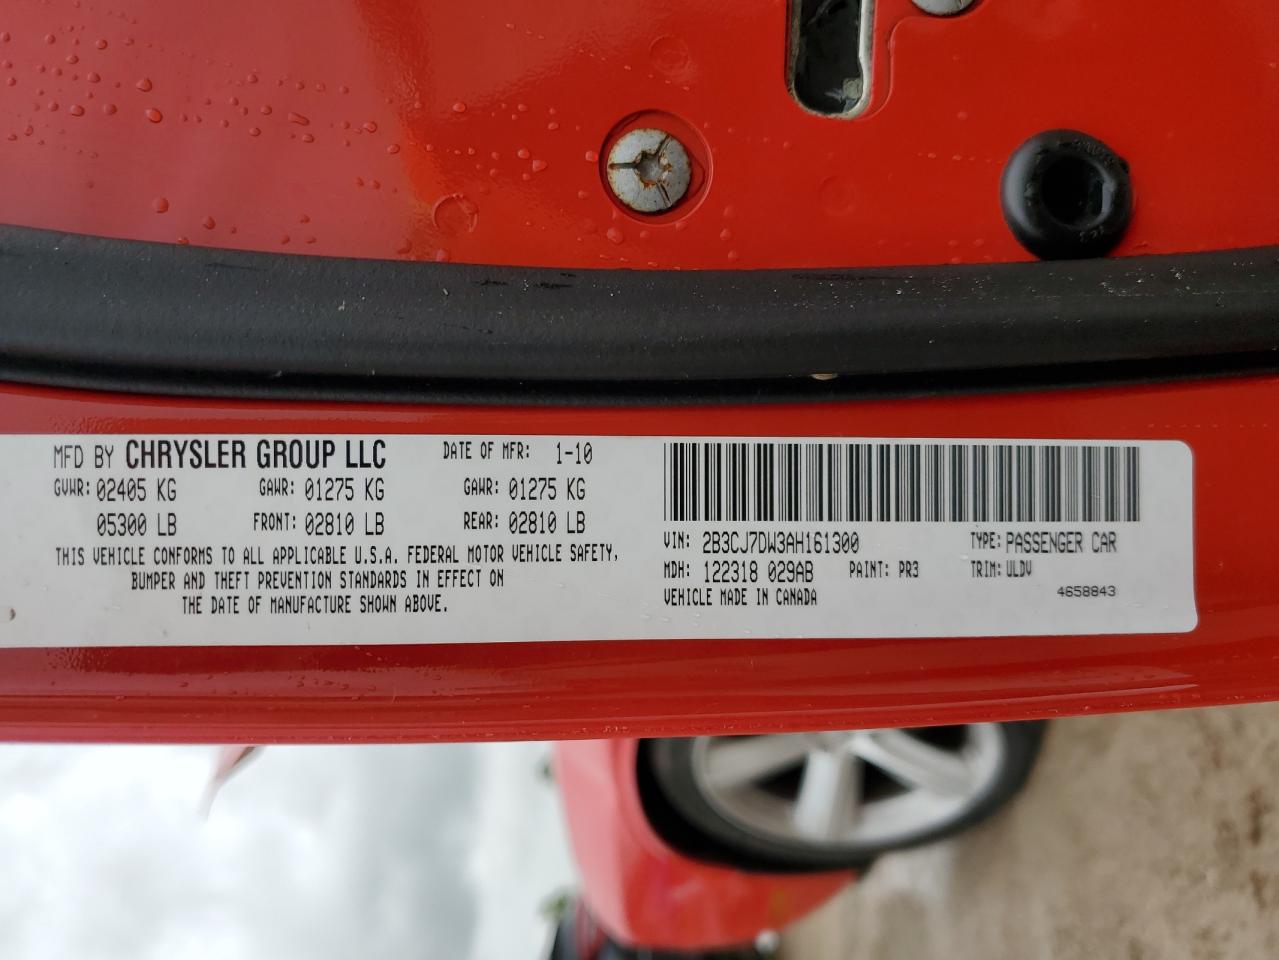 MFD BY CHRYSLER GROUP LLC DATE OF MFR: 1-10
GVWR: 02405 KG GAWR: 01275 KG GAWR: 01275 KG
05300 LB FRONT: 02810 LB REAR: 02810 LB
THIS VEHICLE CONFORMS TO ALL APPLICABLE U.S.A. FEDERAL MOTOR VEHICLE SAFETY,
BUMPER AND THEFT PREVENTION STANDARDS IN EFFECT ON
THE DATE OF MANUFACTURE SHOWN ABOVE.
VIN: 2B3CJ7DW3AH161300 TYPE: PASSENGER CAR
MDH: 122318 029AB PAINT: PR3 TRIM: ULDV
VEHICLE MADE IN CANADA 4658843